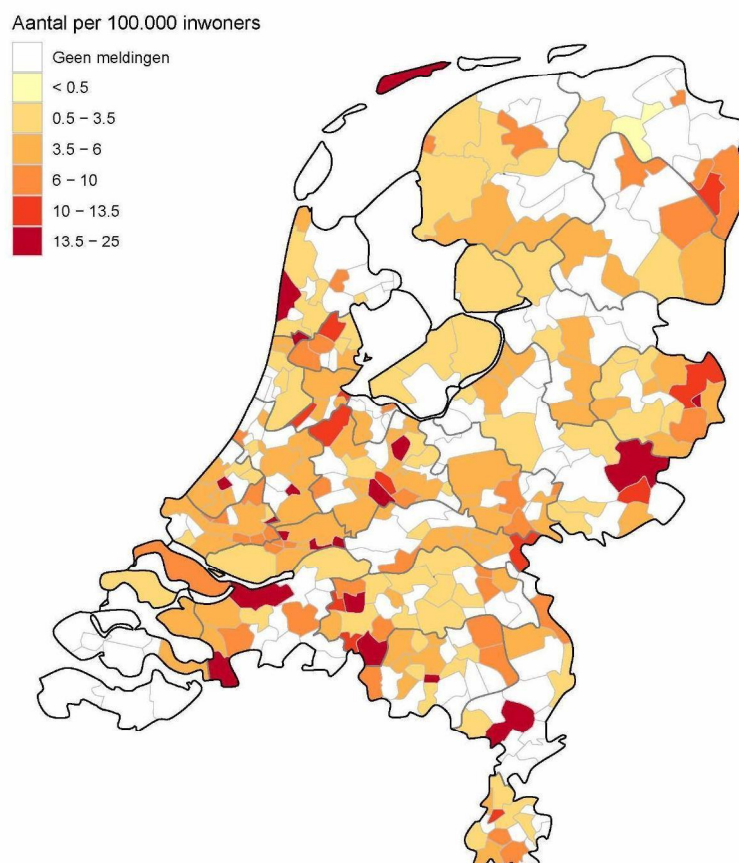 Aantal per 100.000 inwoners
Geen meldingen
< 0.5
0.5 – 3.5
3.5 – 6
6 – 10
10 – 13.5
13.5 – 25